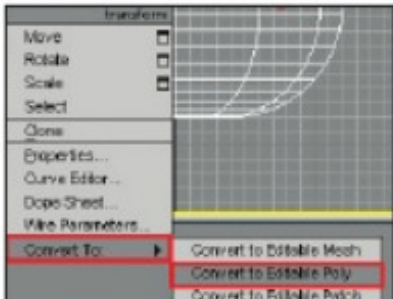 transform
Move
Rotate
Scale
Select
Clone
Properties...
Curve Editor...
Dope Sheet...
Wire Parameters...
Convert To:
Convert to Editable Mesh
Convert to Editable Poly
Convert to Editable Patch